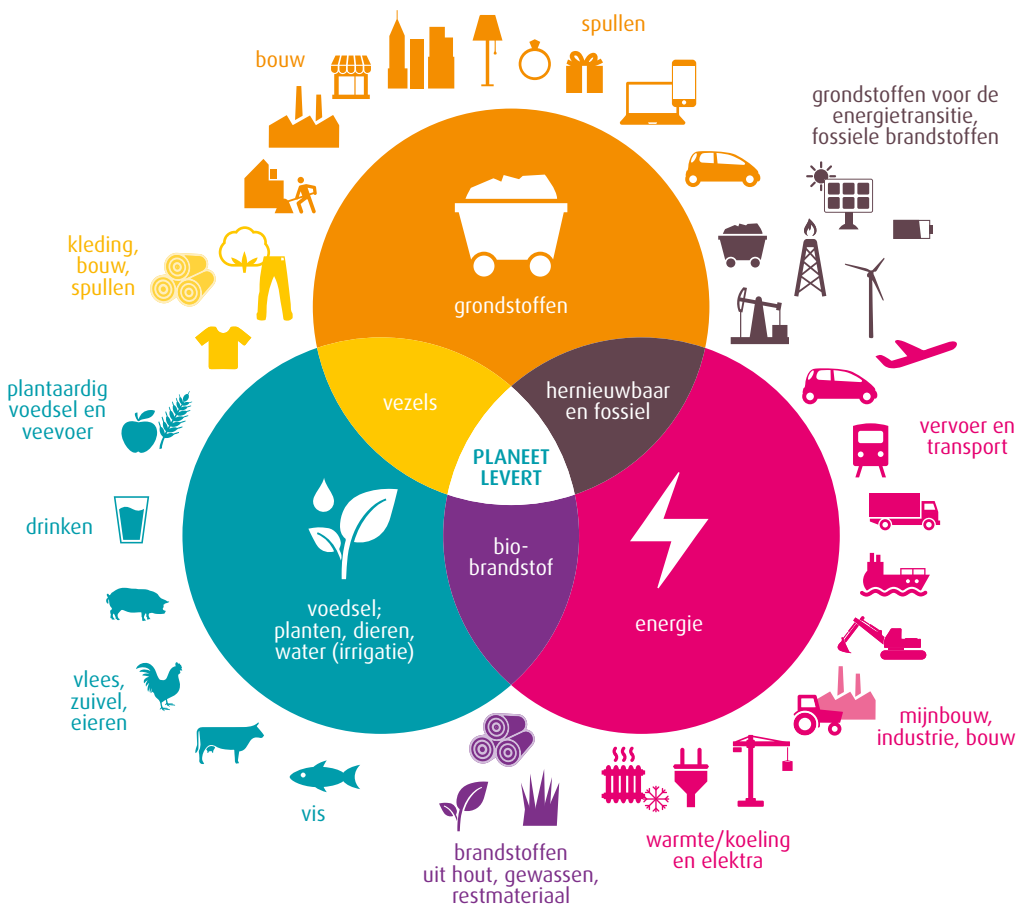 spullen
bouw
grondstoffen voor de
energietransitie,
fossiele brandstoffen
kleding,
bouw,
spullen
grondstoffen
plantaardig
voedsel en
veevoer
vezels
hernieuwbaar
en fossiel
vervoer en
transport
PLANEET
LEVERT
drinken
bio-
brandstof
voedsel;
planten, dieren,
water (irrigatie)
energie
vlees,
zuivel,
eieren
mijnbouw,
industrie, bouw
vis
warmte/koeling
en elektra
brandstoffen
uit hout, gewassen,
restmateriaal